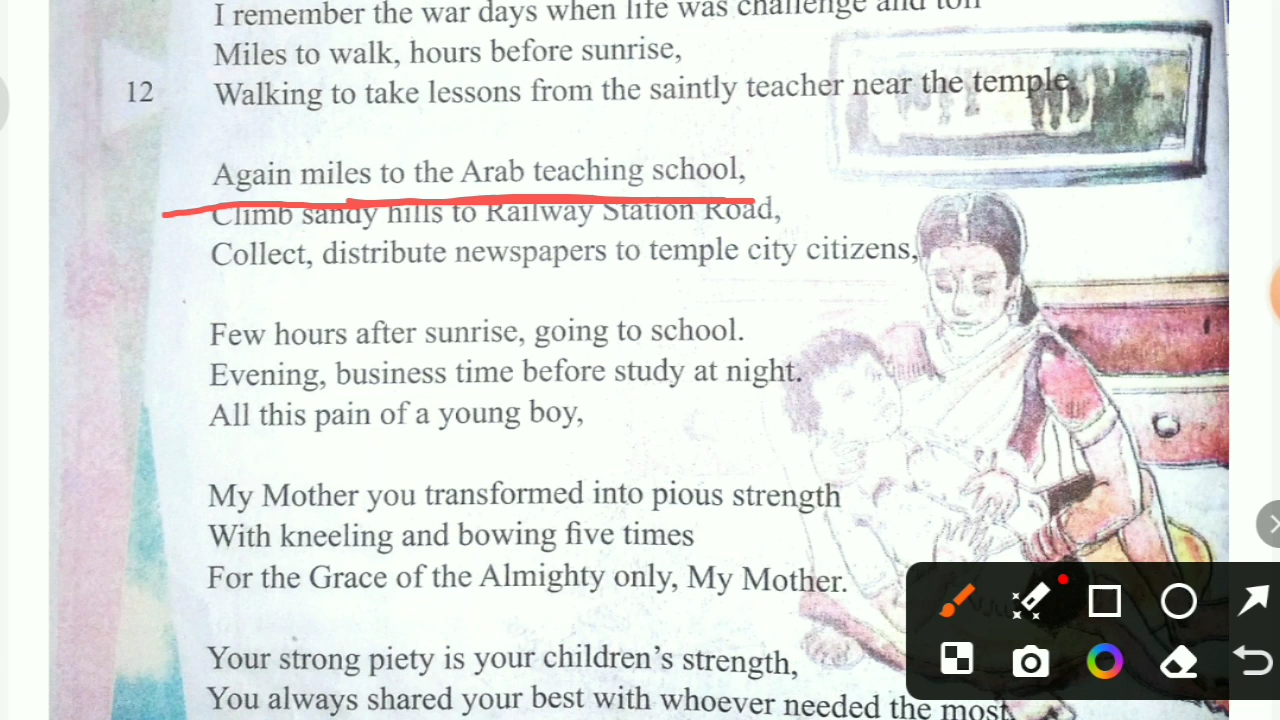 I remember the war days when life was challenge and toil
Miles to walk, hours before sunrise,
12
Walking to take lessons from the saintly teacher near the temple.
Again miles to the Arab teaching school,
Climb sandy hills to Railway Station Road,
Collect, distribute newspapers to temple city citizens,
Few hours after sunrise, going to school.
Evening, business time before study at night.
All this pain of a young boy,
My Mother you transformed into pious strength
With kneeling and bowing five times
For the Grace of the Almighty only, My Mother.
Your strong piety is your children's strength,
You always shared your best with whoever needed the most,